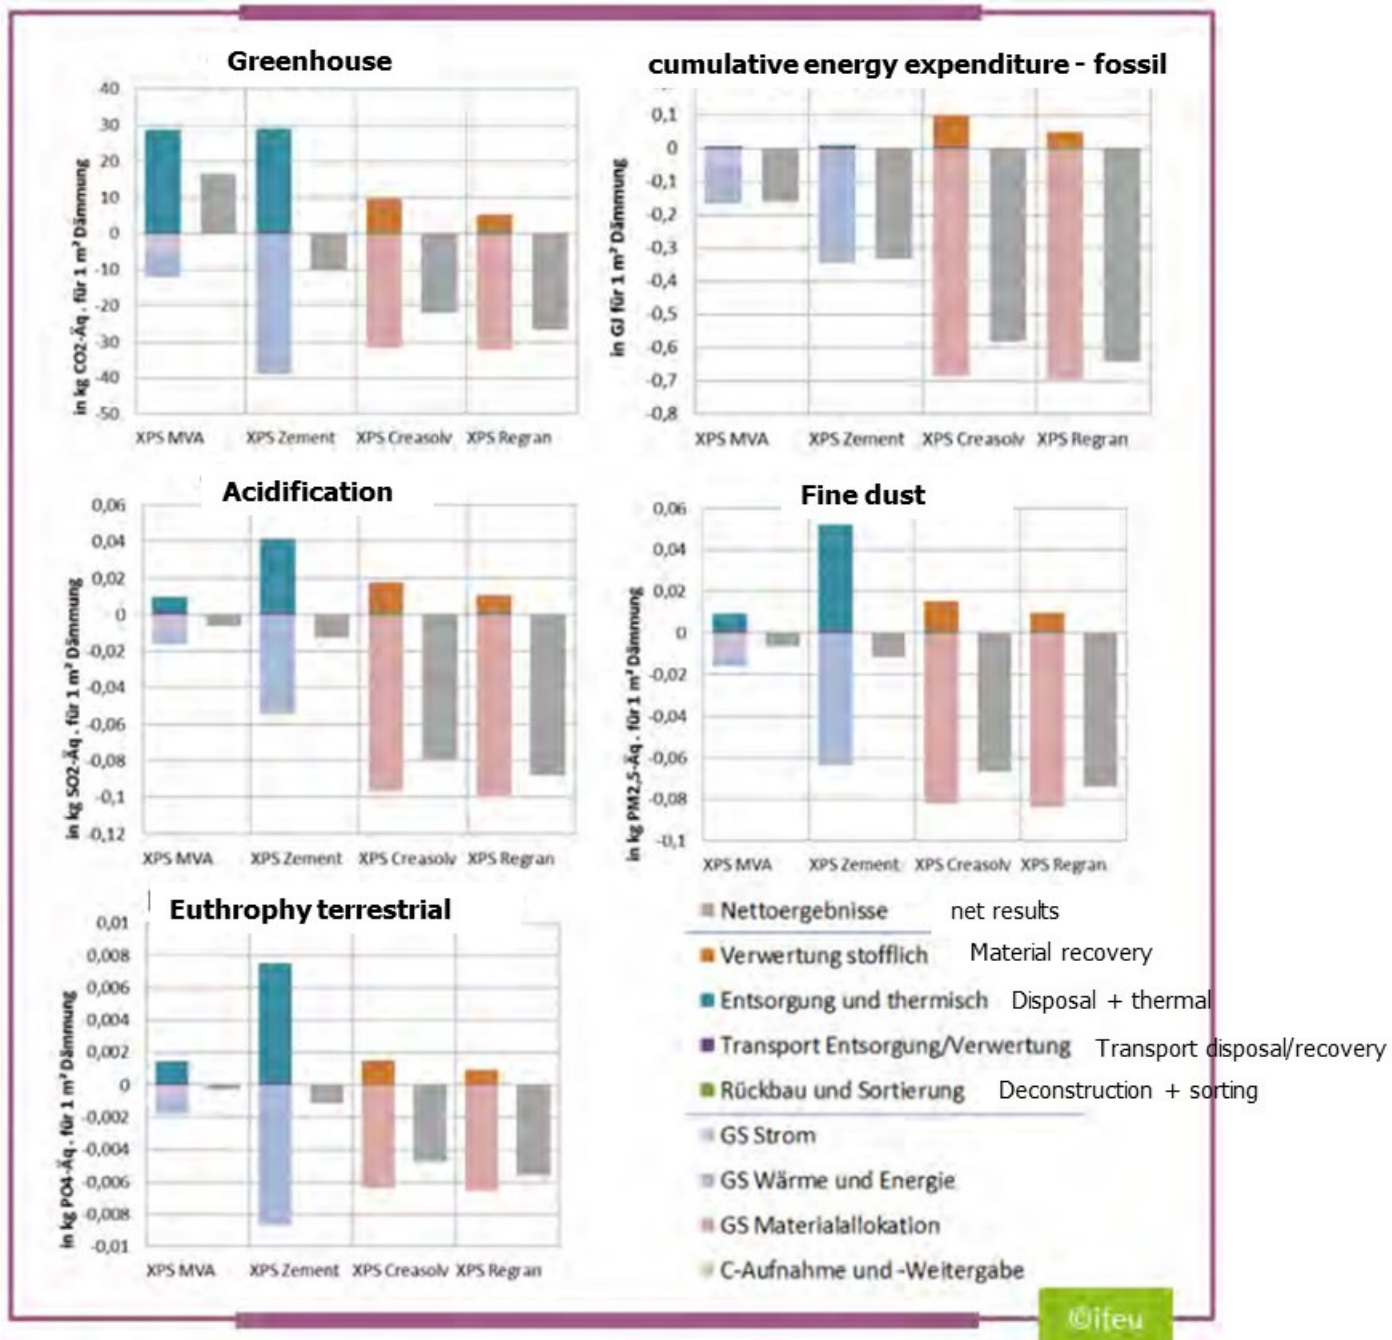 Greenhouse
in kg CO2-Äq . für 1 m² Dämmung
40
30
20
10
0
-10
-20
-30
-40
-50
XPS MVA XPS Zement XPS Creasolv XPS Regran
cumulative energy expenditure - fossil
in GJ für 1 m² Dämmung
0,1
0
-0,1
-0,2
-0,3
-0,4
-0,5
-0,6
-0,7
-0,8
XPS MVA XPS Zement XPS Creasolv XPS Regran
Acidification
in kg SO2-Äq . für 1 m² Dämmung
0,06
0,04
0,02
0
-0,02
-0,04
-0,06
-0,08
-0,1
-0,12
XPS MVA XPS Zement XPS Creasolv XPS Regran
Fine dust
in kg PM2,5-Äq . für 1 m² Dämmung
0,06
0,04
0,02
0
-0,02
-0,04
-0,06
-0,08
-0,1
XPS MVA XPS Zement XPS Creasolv XPS Regran
Euthrophy terrestrial
in kg PO4-Äq . für 1 m² Dämmung
0,01
0,008
0,006
0,004
0,002
0
-0,002
-0,004
-0,006
-0,008
-0,01
XPS MVA XPS Zement XPS Creasolv XPS Regran
Nettoergebnisse net results
Verwertung stofflich Material recovery
Entsorgung und thermisch Disposal + thermal
Transport Entsorgung/Verwertung Transport disposal/recovery
Rückbau und Sortierung Deconstruction + sorting
GS Strom
GS Wärme und Energie
GS Materialallokation
C-Aufnahme und -Weitergabe
©ifeu